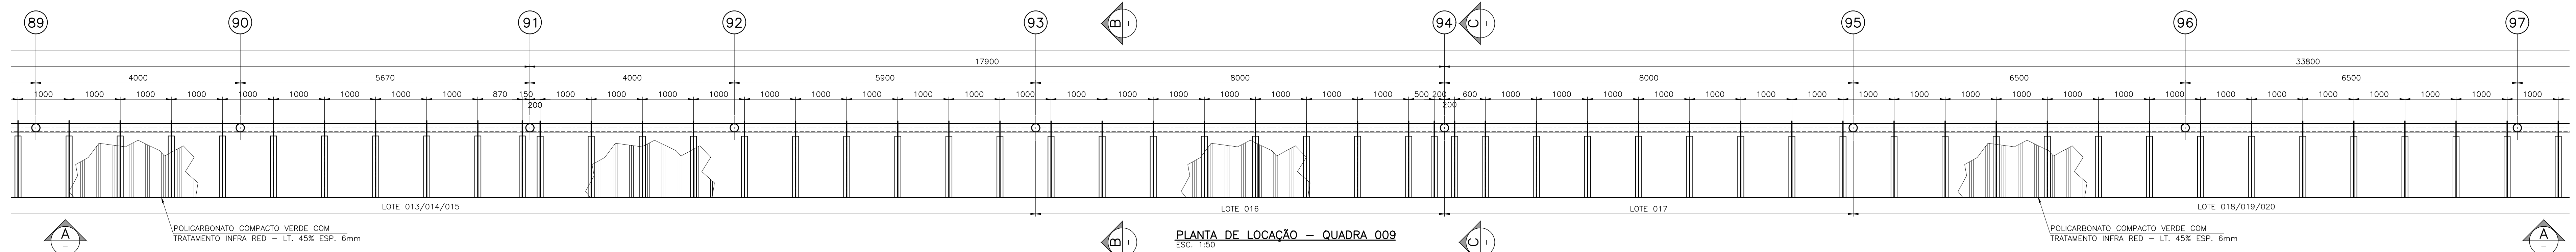 89 90 91 92 93 B - 94 C - 95 96 97
17900 33800
4000 5670 4000 5900 8000 8000 6500 6500
1000 1000 1000 1000 1000 1000 1000 1000 1000 870 150 1000 1000 1000 1000 1000 1000 1000 1000 1000 1000 1000 1000 1000 1000 1000 1000 1000 500 200 600 1000 1000 1000 1000 1000 1000 1000 1000 1000 1000 1000 1000 1000 1000 1000 1000 1000 1000 1000 1000 1000
200 200
LOTE 013/014/015 LOTE 016 LOTE 017 LOTE 018/019/020
A - POLICARBONATO COMPACTO VERDE COM
TRATAMENTO INFRA RED - LT. 45% ESP. 6mm
B - PLANTA DE LOCAÇÃO - QUADRA 009
ESC. 1:50
C -
POLICARBONATO COMPACTO VERDE COM
TRATAMENTO INFRA RED - LT. 45% ESP. 6mm
A -